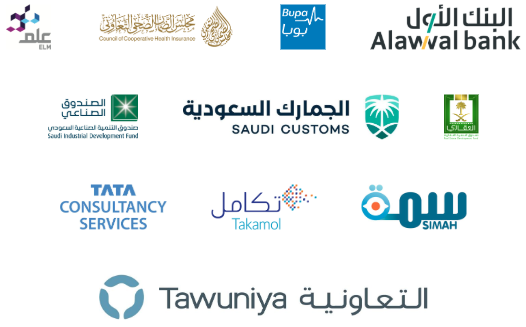 علم
ELM
مجلس الضمان الصحي التعاوني
Council of Cooperative Health Insurance
Bupa
بوبا
البنك الأول
Alawwal bank
الصندوق
الصناعي
صندوق التنمية الصناعية السعودي
Saudi Industrial Development Fund
الجمارك السعودية
SAUDI CUSTOMS
العقاري
TATA
CONSULTANCY
SERVICES
تكامل
Takamol
سمة
SIMAH
Tawuniya التعاونية